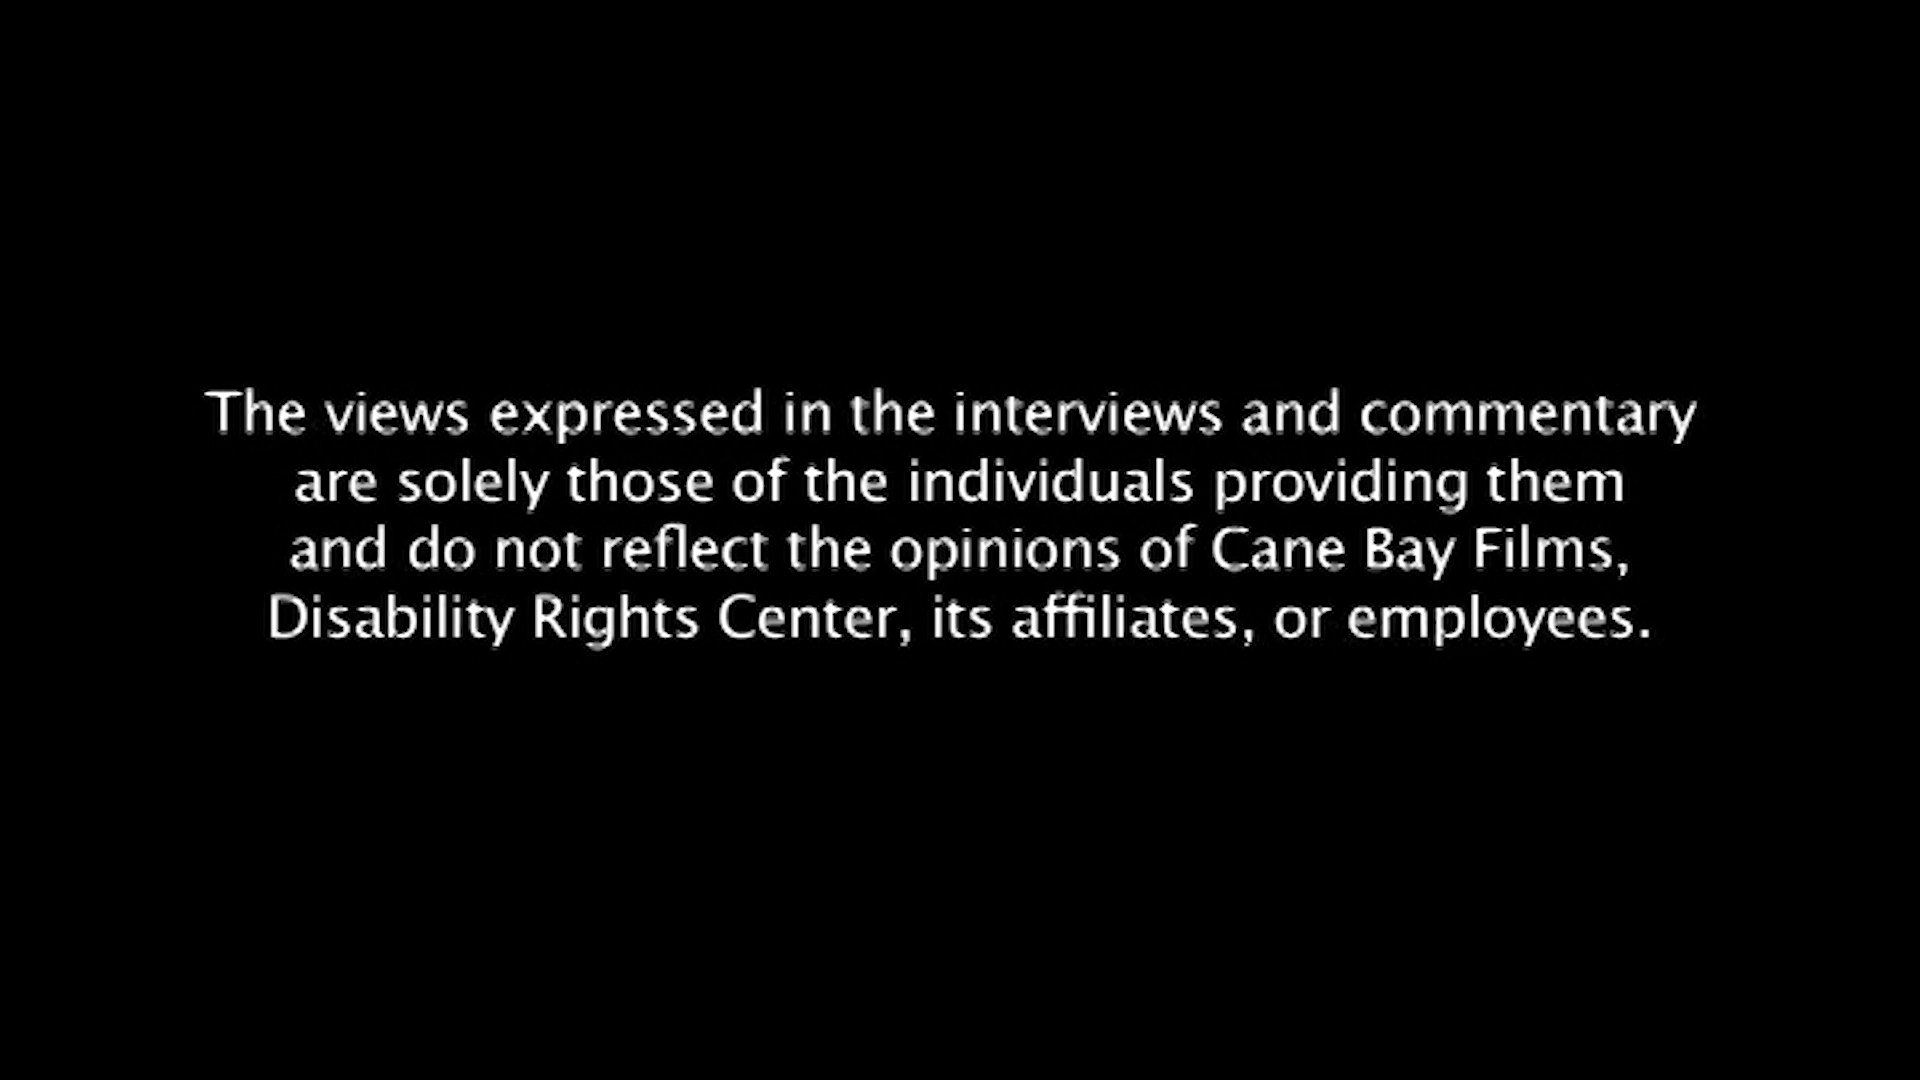 The views expressed in the interviews and commentary
are solely those of the individuals providing them
and do not reflect the opinions of Cane Bay Films,
Disability Rights Center, its affiliates, or employees.